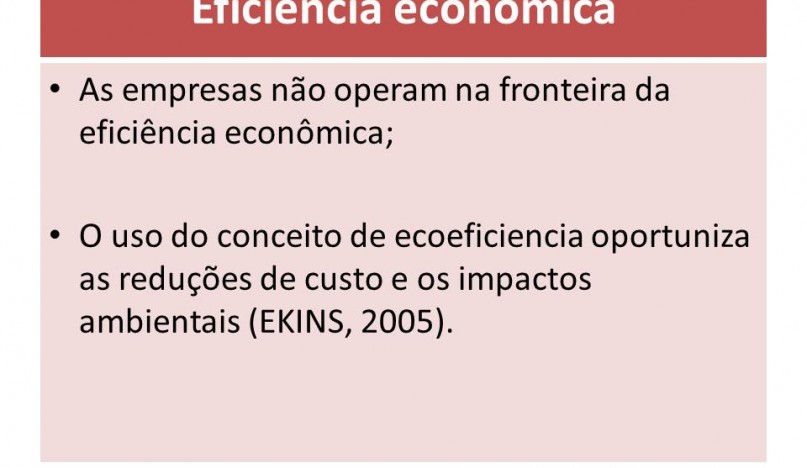 Eficiência econômica
• As empresas não operam na fronteira da
eficiência econômica;
• O uso do conceito de ecoeficiencia oportuniza
as reduções de custo e os impactos
ambientais (EKINS, 2005).